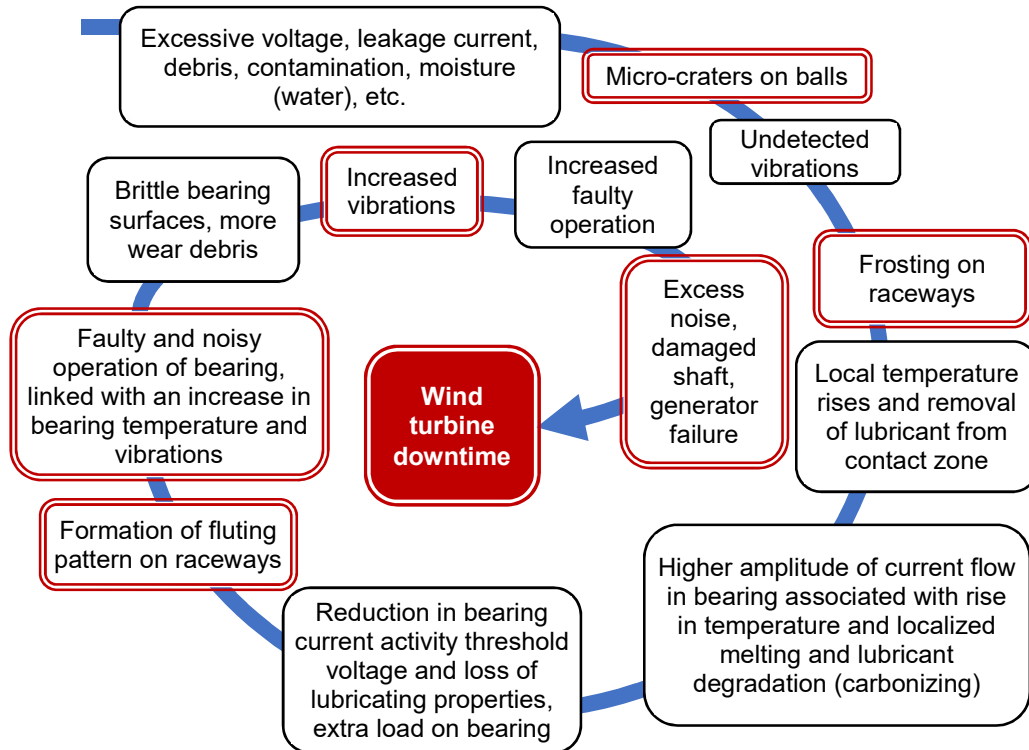 Excessive voltage, leakage current,
debris, contamination, moisture
(water), etc.
Micro-craters on balls
Undetected
vibrations
Frosting on
raceways
Local temperature
rises and removal
of lubricant from
contact zone
Higher amplitude of current flow
in bearing associated with rise
in temperature and localized
melting and lubricant
degradation (carbonizing)
Reduction in bearing
current activity threshold
voltage and loss of
lubricating properties,
extra load on bearing
Formation of fluting
pattern on raceways
Faulty and noisy
operation of bearing,
linked with an increase in
bearing temperature and
vibrations
Brittle bearing
surfaces, more
wear debris
Increased
vibrations
Increased
faulty
operation
Excess
noise,
damaged
shaft,
generator
failure
Wind
turbine
downtime